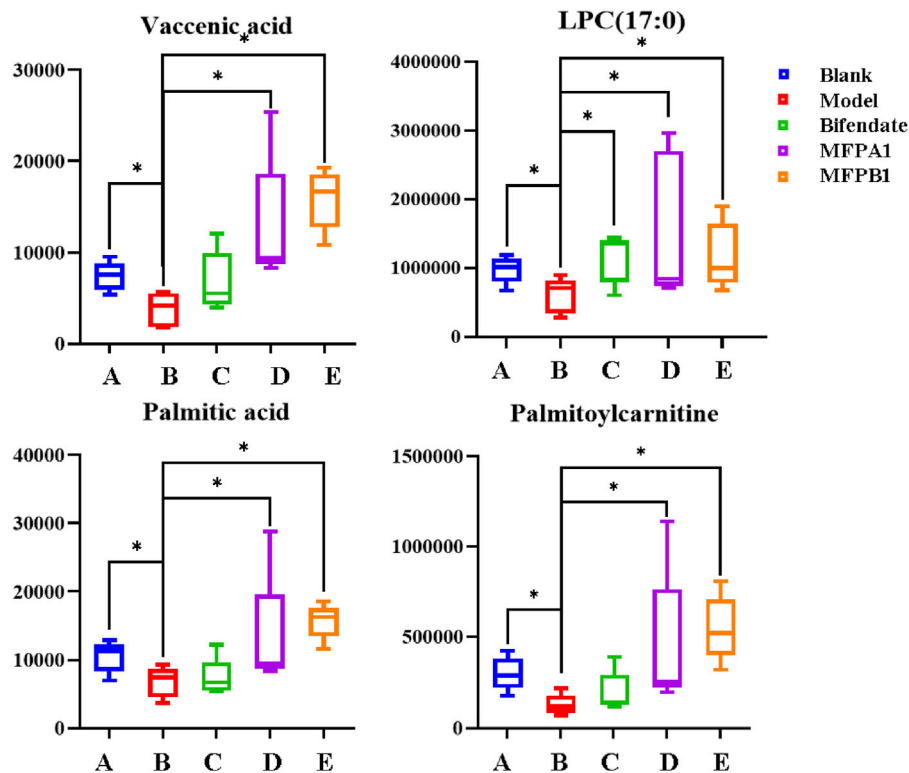 Vaccenic acid
30000
20000
10000
0
*
*
*
A B C D E
LPC(17:0)
4000000
3000000
2000000
1000000
0
*
*
*
*
A B C D E
Blank
Model
Bifendate
MFPA1
MFPB1
Palmitic acid
40000
30000
20000
10000
0
*
*
*
A B C D E
Palmitoylcarnitine
1500000
1000000
500000
0
*
*
*
A B C D E